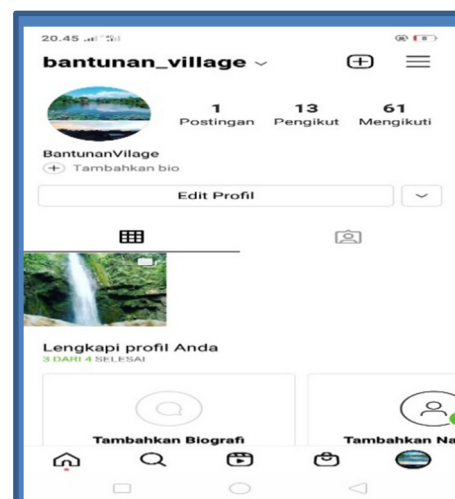 20.45
bantunan_village
1 13 61
Postingan Pengikut Mengikuti
BantunanVilage
Tambahkan bio
Edit Profil
Lengkapi profil Anda
3 DARI 4 SELESAI
Tambahkan Biografi Tambahkan Na